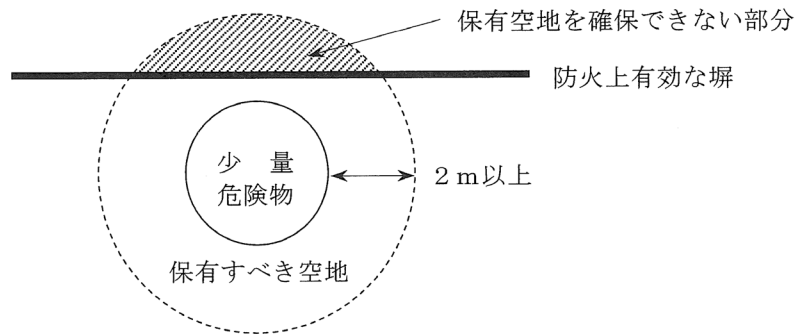 保有空地を確保できない部分
防火上有効な塀
少　量
危険物
２ｍ以上
保有すべき空地